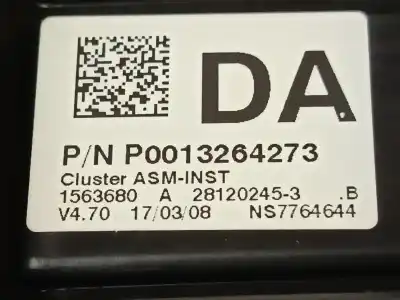 DA
P/N P0013264273
Cluster ASM-INST
1563680 A 28120245-3 .B
V4.70 17/03/08 NS7764644